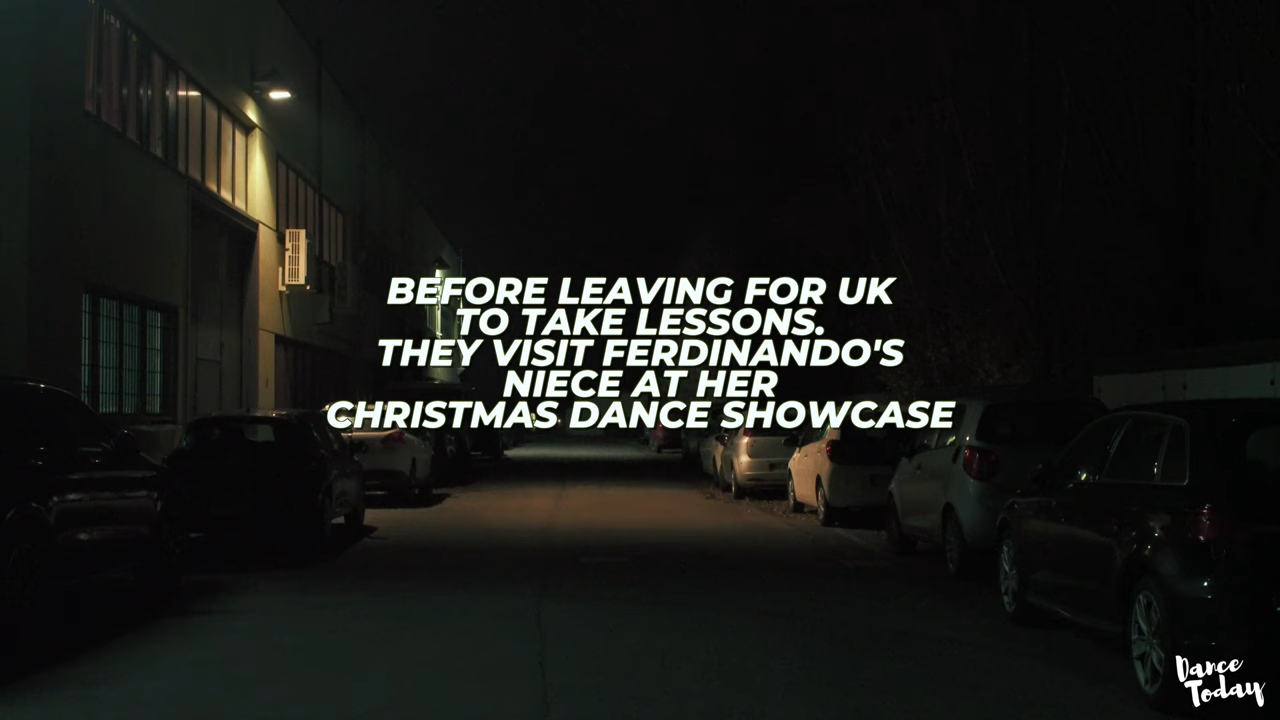 BEFORE LEAVING FOR UK
TO TAKE LESSONS.
THEY VISIT FERDINANDO'S
NIECE AT HER
CHRISTMAS DANCE SHOWCASE
Dance
Today